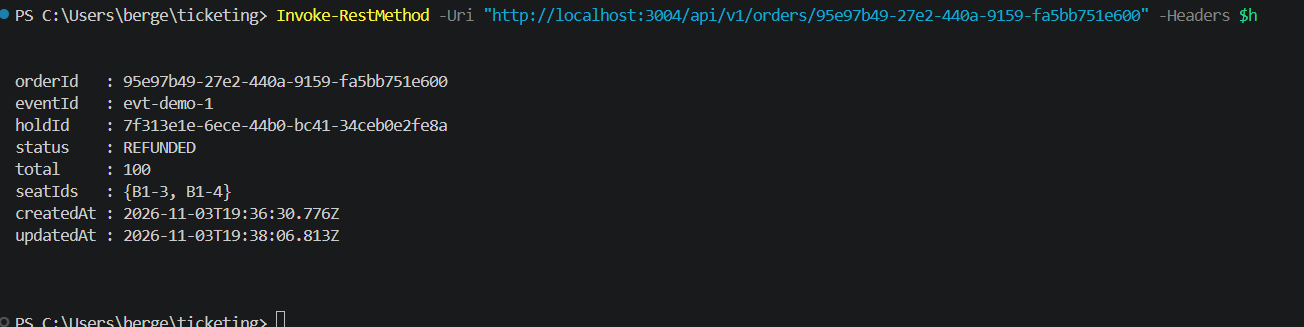 PS C:\Users\berge\ticketing> Invoke-RestMethod -Uri "http://localhost:3004/api/v1/orders/95e97b49-27e2-440a-9159-fa5bb751e600" -Headers $h
orderId   : 95e97b49-27e2-440a-9159-fa5bb751e600
eventId   : evt-demo-1
holdId    : 7f313e1e-6ece-44b0-bc41-34ceb0e2fe8a
status    : REFUNDED
total     : 100
seatIds   : {B1-3, B1-4}
createdAt : 2026-11-03T19:36:30.776Z
updatedAt : 2026-11-03T19:38:06.813Z
PS C:\Users\berge\ticketing>